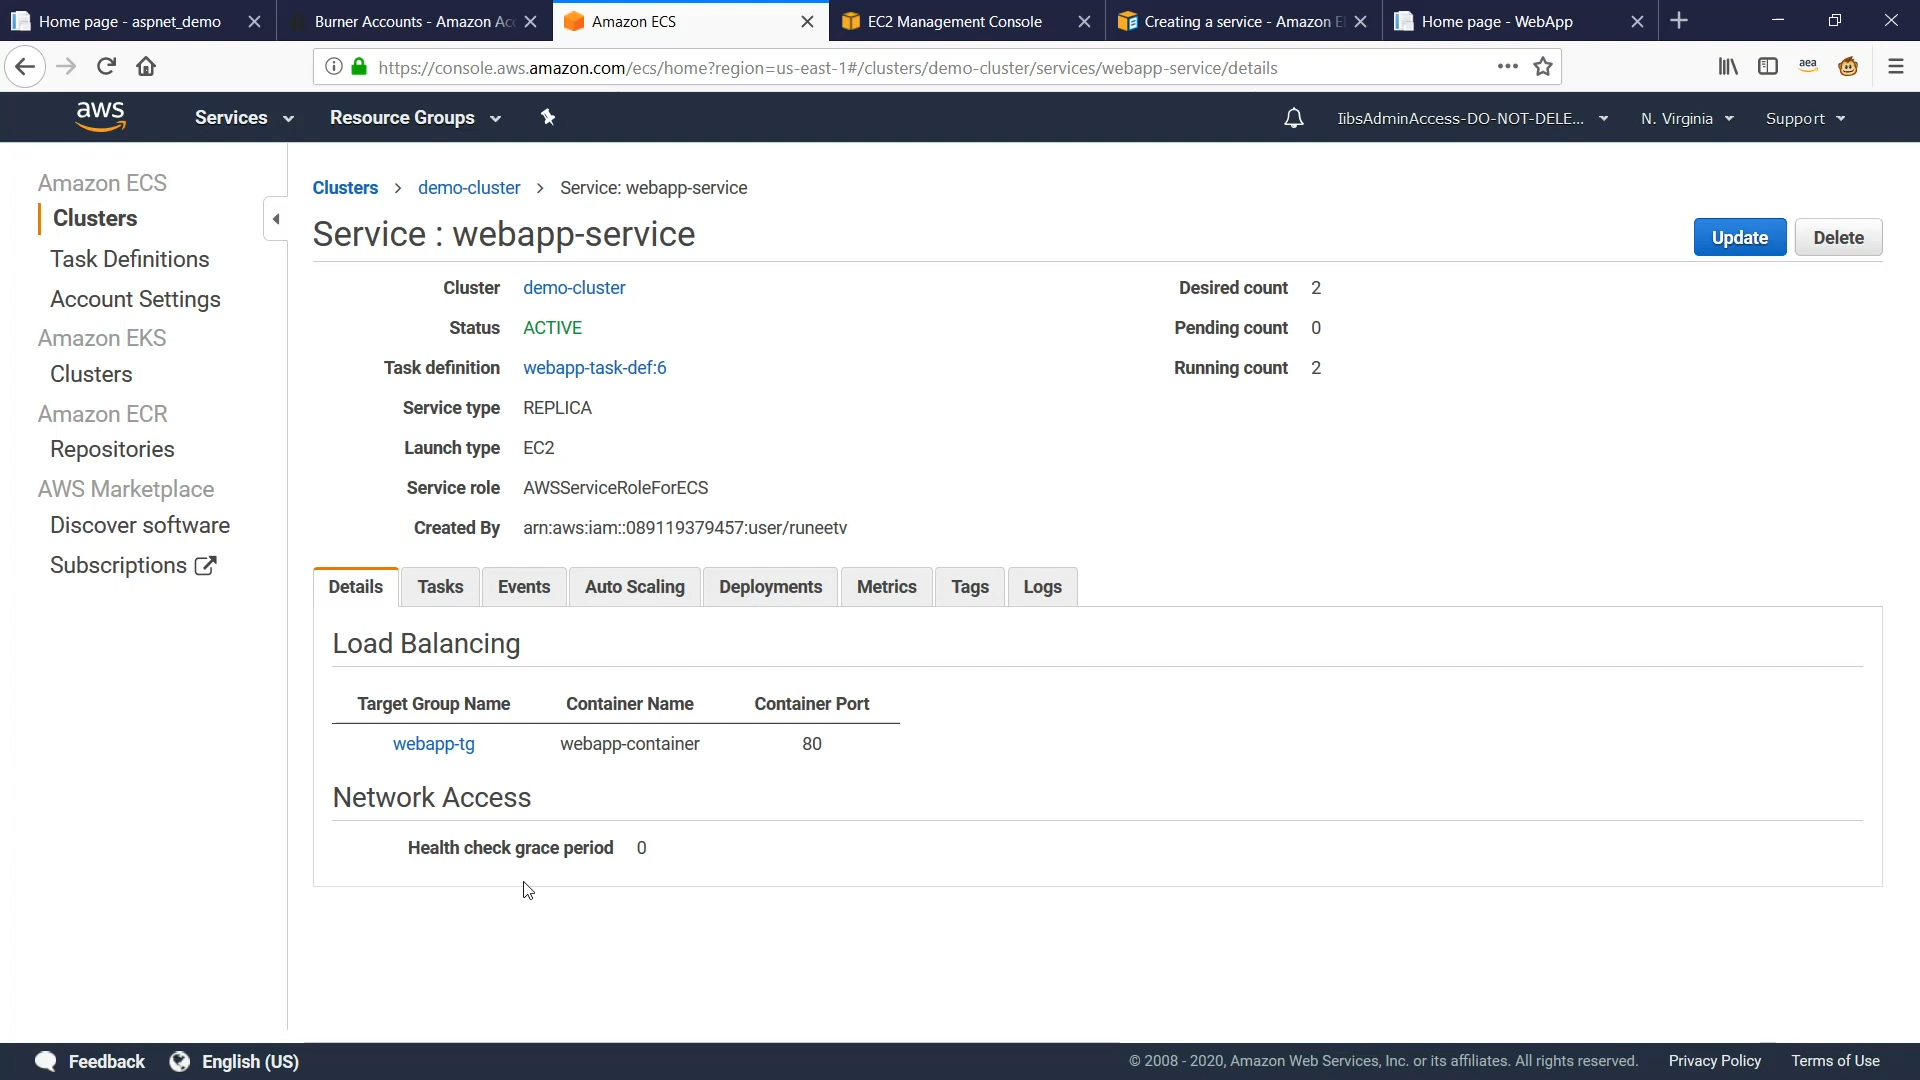 Home page - aspnet_demo
Burner Accounts - Amazon Acc
Amazon ECS
EC2 Management Console
Creating a service - Amazon El
Home page - WebApp
https://console.aws.amazon.com/ecs/home?region=us-east-1#/clusters/demo-cluster/services/webapp-service/details
aea
aws
Services
Resource Groups
IibsAdminAccess-DO-NOT-DELE...
N. Virginia
Support
Amazon ECS
Clusters
Task Definitions
Account Settings
Amazon EKS
Clusters
Amazon ECR
Repositories
AWS Marketplace
Discover software
Subscriptions
Clusters > demo-cluster > Service: webapp-service
Service : webapp-service
Update
Delete
Cluster demo-cluster
Status ACTIVE
Task definition webapp-task-def:6
Service type REPLICA
Launch type EC2
Service role AWSServiceRoleForECS
Created By arn:aws:iam::089119379457:user/runeetv
Desired count 2
Pending count 0
Running count 2
Details Tasks Events Auto Scaling Deployments Metrics Tags Logs
Load Balancing
Target Group Name Container Name Container Port
webapp-tg webapp-container 80
Network Access
Health check grace period 0
Feedback
English (US)
© 2008 - 2020, Amazon Web Services, Inc. or its affiliates. All rights reserved.
Privacy Policy
Terms of Use